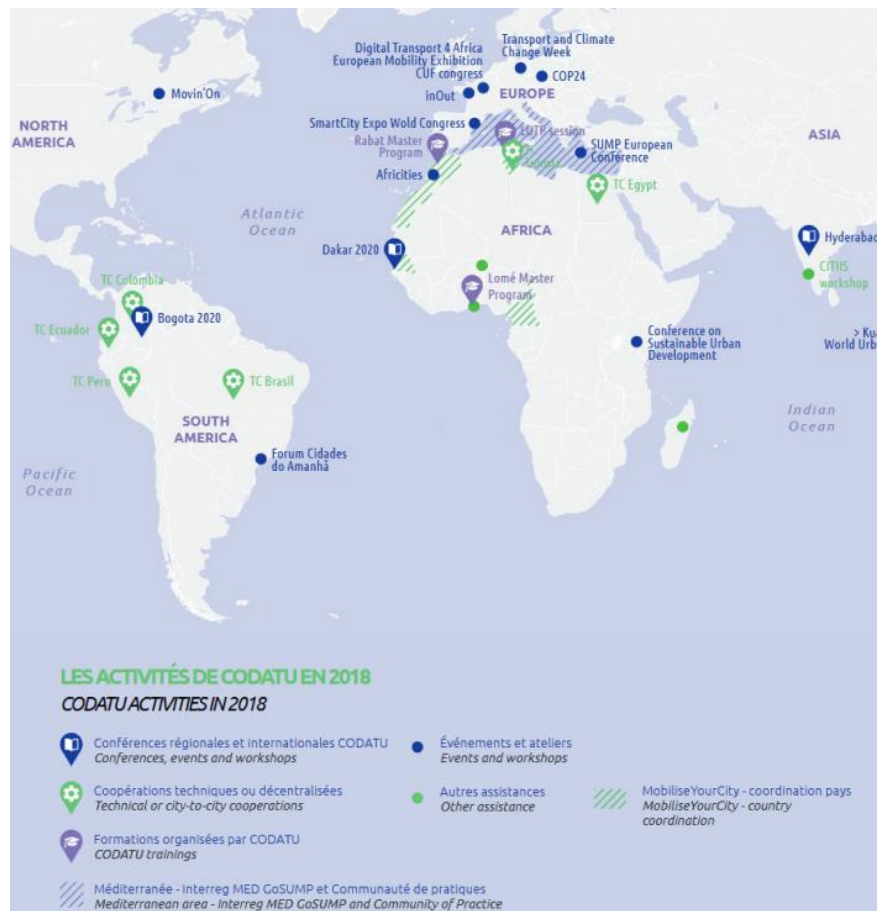 Digital Transport 4 Africa
European Mobility Exhibition
CUF congress
Transport and Climate
Change Week
COP24
Movin'On
inOut
EUROPE
NORTH
AMERICA
SmartCity Expo Wold Congress
LUTP session
ASIA
Rabat Master
Program
SUMP European
Conference
TC
Africities
TC Egypt
Atlantic
Ocean
AFRICA
Dakar 2020
Hyderabad
CITIIS
workshop
TC Colombia
Lomé Master
Program
Bogota 2020
TC Ecuador
Conference on
Sustainable Urban
Development
> Kua
World Urb
TC Peru
TC Brasil
Indian
Ocean
SOUTH
AMERICA
Forum Cidades
do Amanhã
Pacific
Ocean
LES ACTIVITÉS DE CODATU EN 2018
CODATU ACTIVITIES IN 2018
Conférences régionales et internationales CODATU
Conferences, events and workshops
Événements et ateliers
Events and workshops
Coopérations techniques ou décentralisées
Technical or city-to-city cooperations
Autres assistances
Other assistance
MobiliseYourCity - coordination pays
MobiliseYourCity - country
coordination
Formations organisées par CODATU
CODATU trainings
Méditerranée - Interreg MED GoSUMP et Communauté de pratiques
Mediterranean area - Interreg MED GoSUMP and Community of Practice